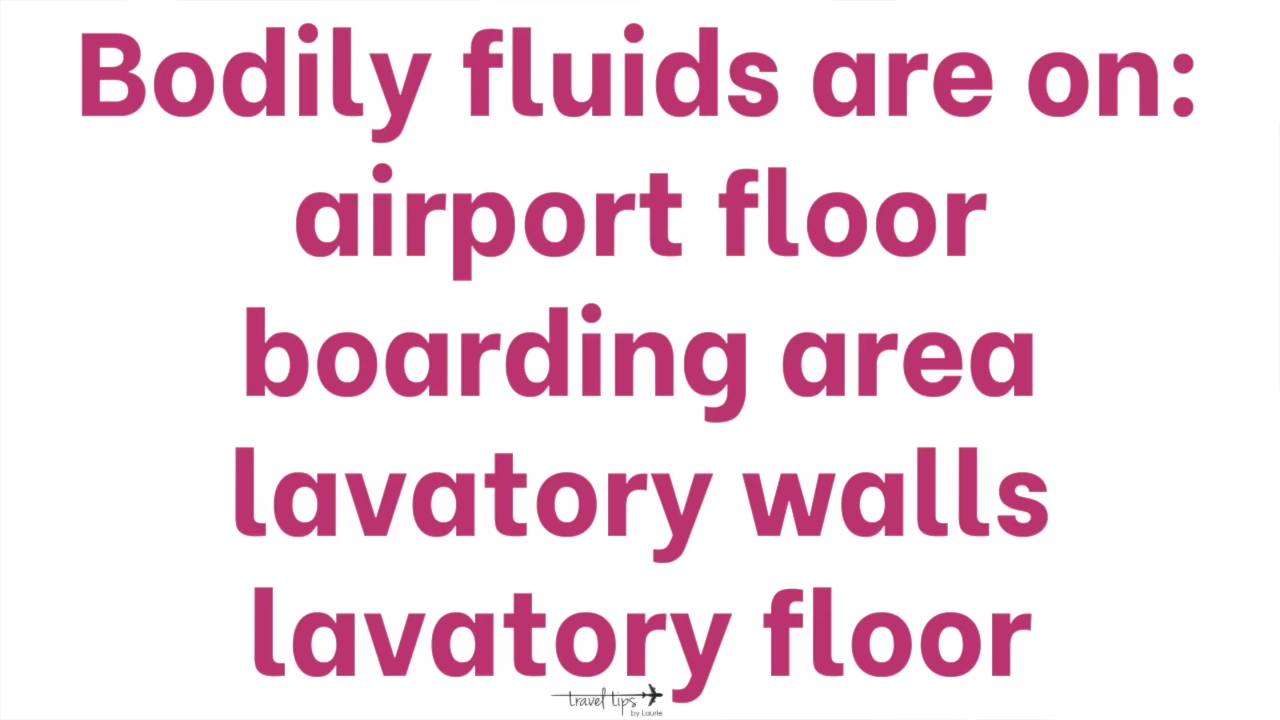 Bodily fluids are on:
airport floor
boarding area
lavatory walls
lavatory floor
travel tips
by Laurie